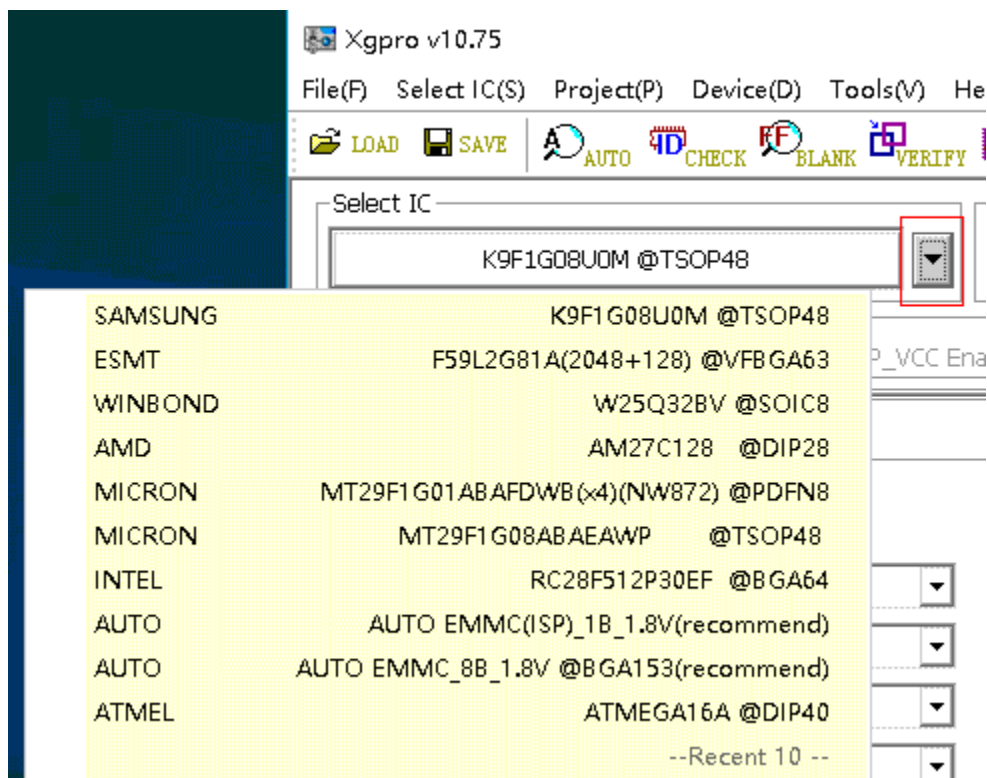 Xgpro v10.75
File(F) Select IC(S) Project(P) Device(D) Tools(V) He
LOAD SAVE AUTO CHECK BLANK VERIFY
Select IC
K9F1G08U0M @TSOP48
SAMSUNG K9F1G08U0M @TSOP48
ESMT F59L2G81A(2048+128) @VFBGA63
P_VCC Ena
WINBOND W25Q32BV @SOIC8
AMD AM27C128 @DIP28
MICRON MT29F1G01ABAFDWB(x4)(NW872) @PDFN8
MICRON MT29F1G08ABAEAWP @TSOP48
INTEL RC28F512P30EF @BGA64
AUTO AUTO EMMC(ISP)_1B_1.8V(recommend)
AUTO AUTO EMMC_8B_1.8V @BGA153(recommend)
ATMEL ATMEGA16A @DIP40
--Recent 10 --